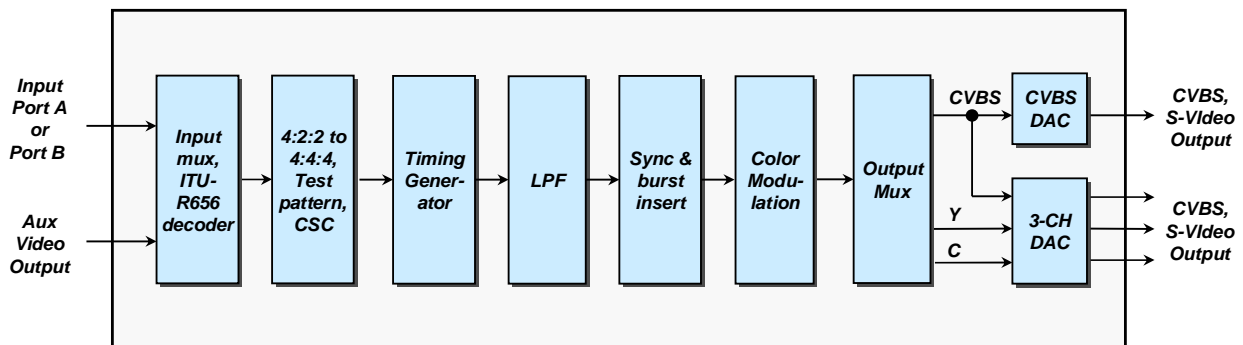 Input
Port A
or
Port B
Aux
Video
Output
Input
mux,
ITU-
R656
decoder
4:2:2 to
4:4:4,
Test
pattern,
CSC
Timing
Gener-
ator
LPF
Sync &
burst
insert
Color
Modu-
lation
Output
Mux
CVBS
Y
C
CVBS
DAC
3-CH
DAC
CVBS,
S-VIdeo
Output
CVBS,
S-VIdeo
Output